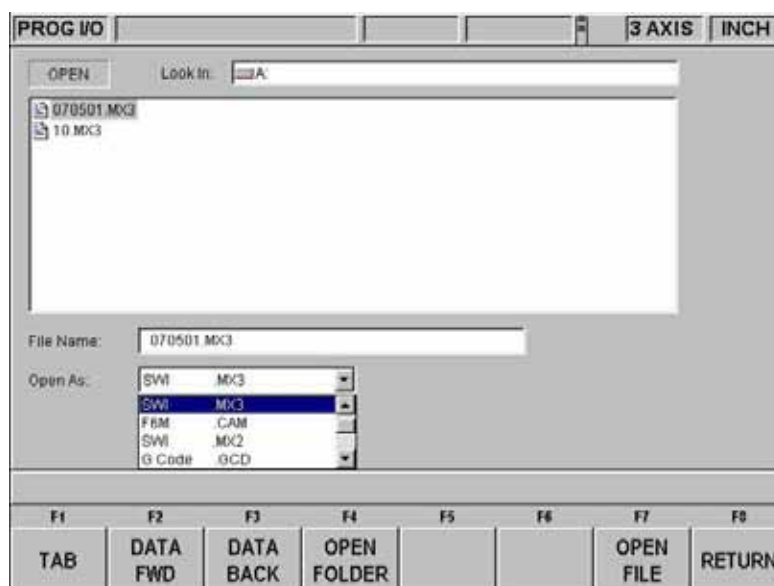 PROG I/O 3 AXIS INCH
OPEN Look In: A:
070501.MX3
10.MX3
File Name: 070501.MX3
Open As: SWI .MX3
SWI .MX3
F6M .CAM
SWI .MX2
G Code .GCD
F1 F2 F3 F4 F5 F6 F7 F8
TAB DATA FWD DATA BACK OPEN FOLDER OPEN FILE RETURN